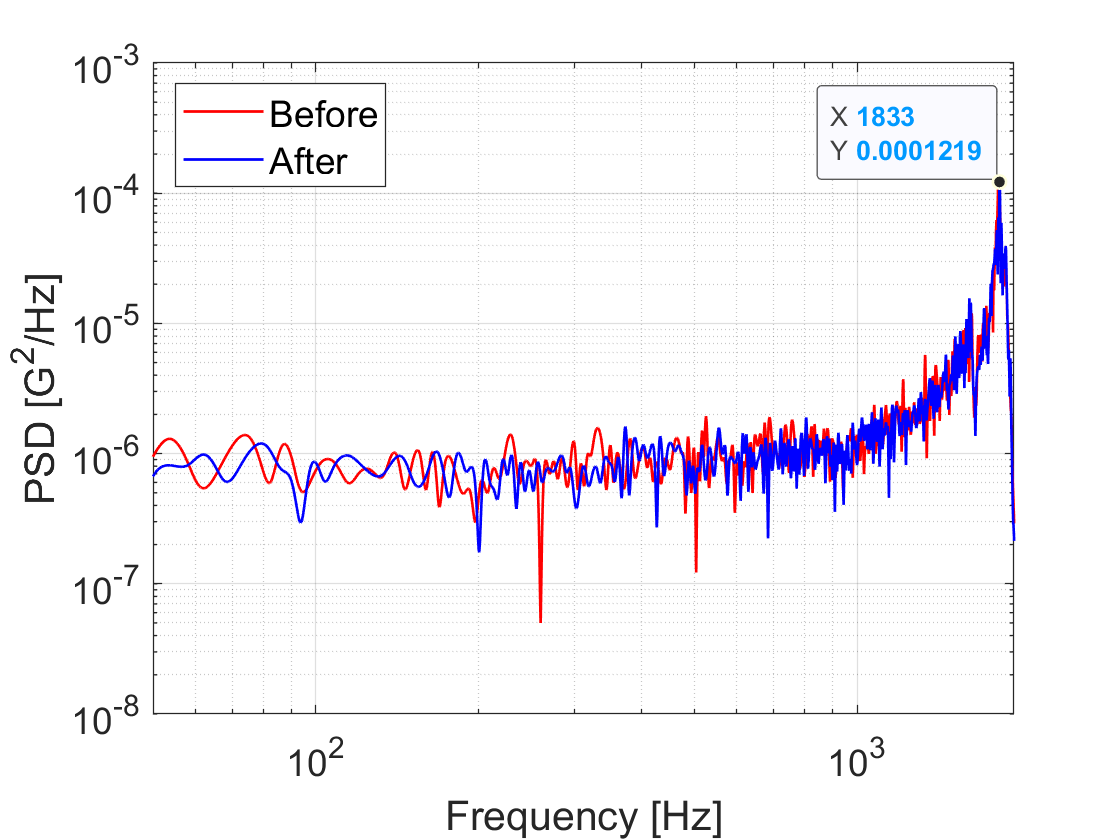 10^-3
10^-4
10^-5
10^-6
10^-7
10^-8
PSD [G^2/Hz]
Before
After
X 1833
Y 0.0001219
10^2
10^3
Frequency [Hz]